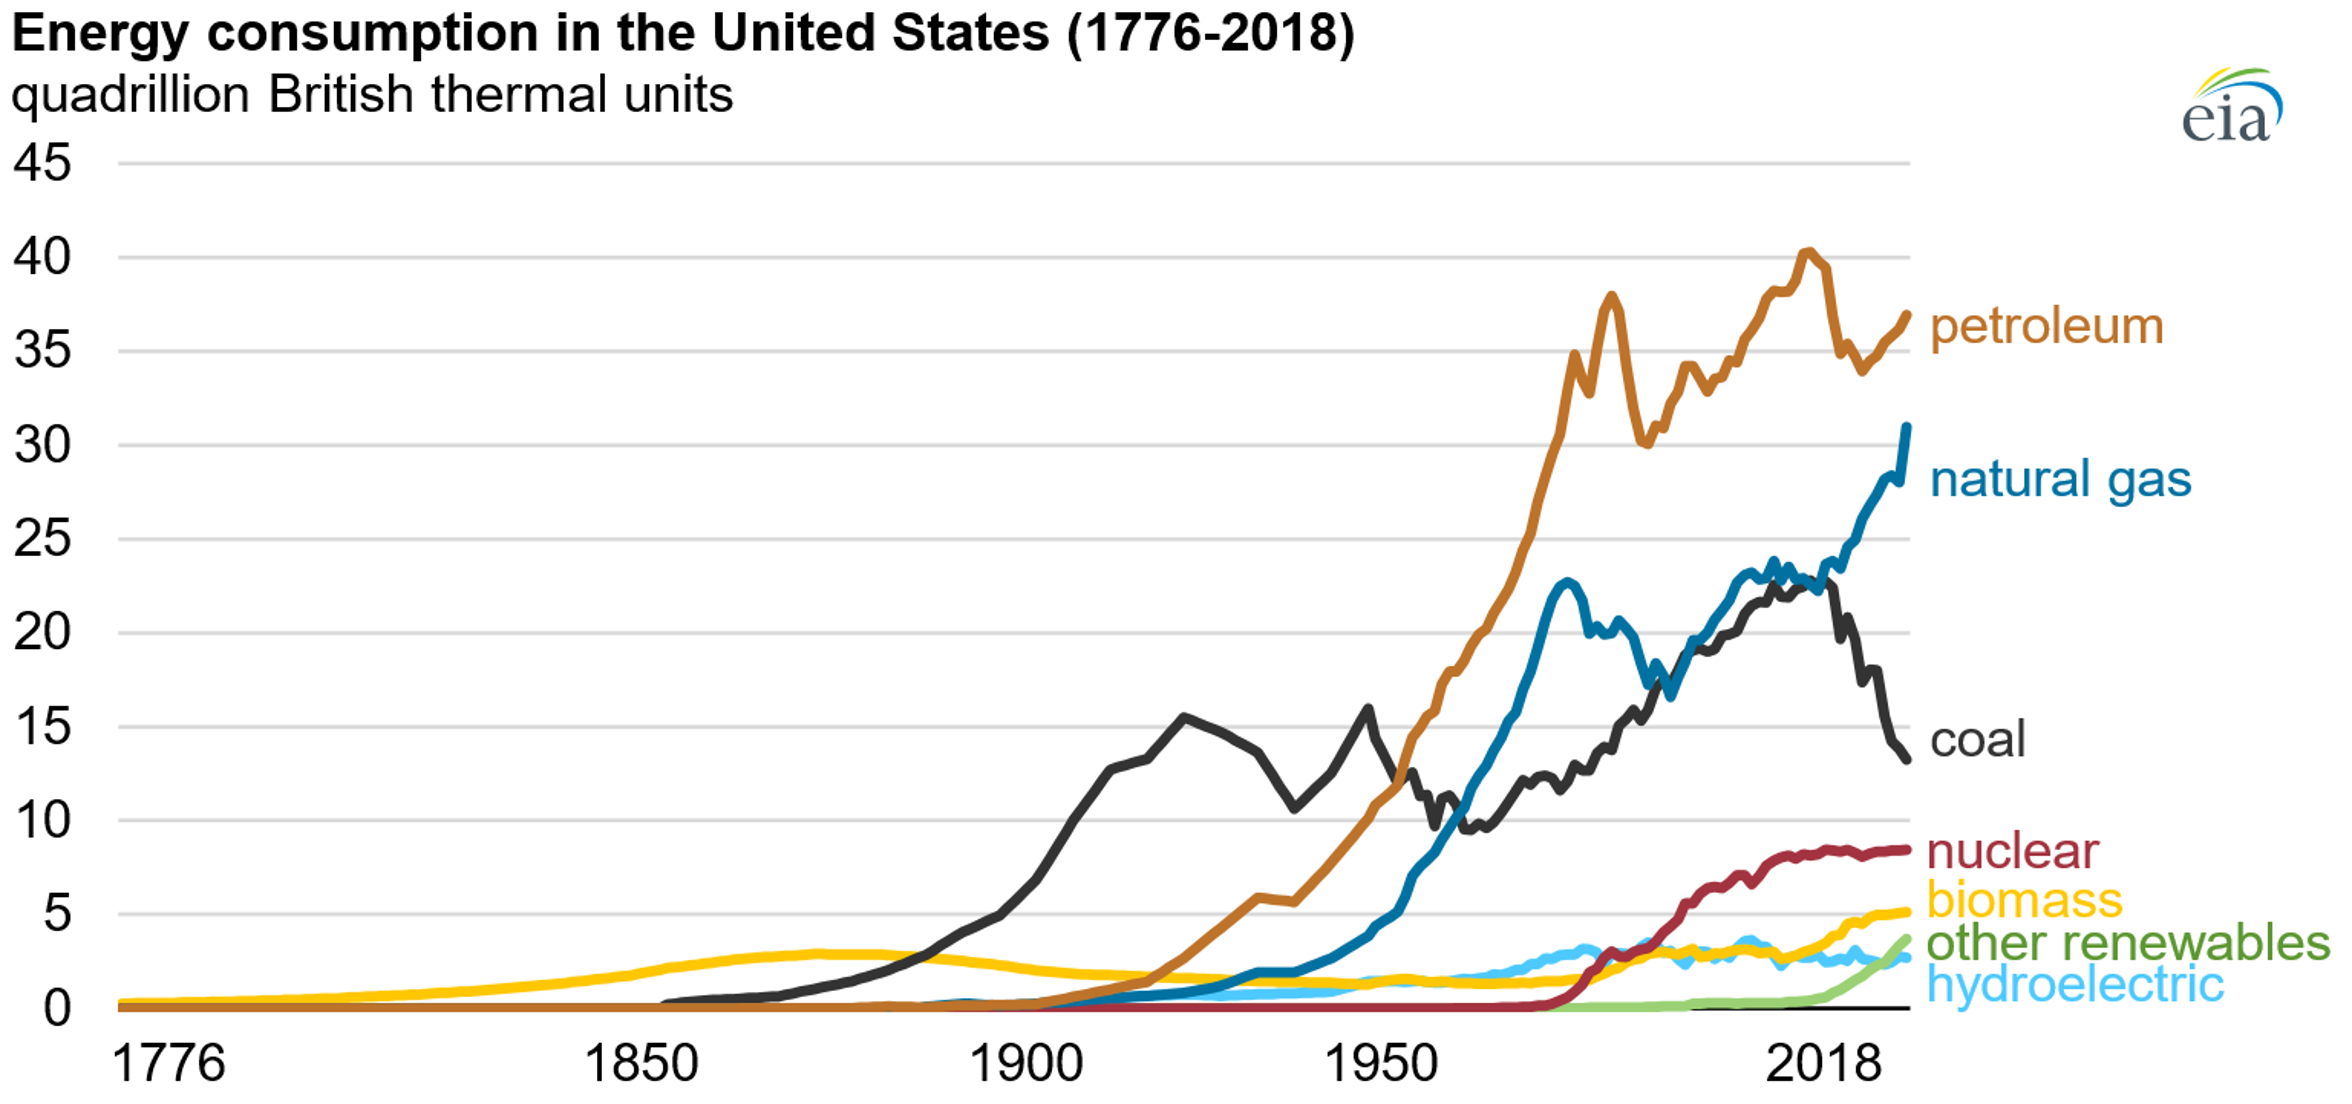 Energy consumption in the United States (1776-2018)
quadrillion British thermal units
eia
45
40
35
30
25
20
15
10
5
0
petroleum
natural gas
coal
nuclear
biomass
other renewables
hydroelectric
1776 1850 1900 1950 2018